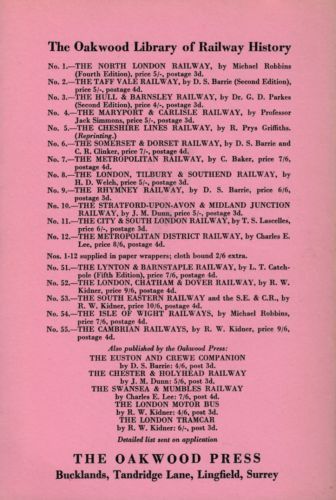 The Oakwood Library of Railway History
No. 1.—THE NORTH LONDON RAILWAY, by Michael Robbins
(Fourth Edition), price 5/-, postage 3d.
No. 2.—THE TAFF VALE RAILWAY, by D. S. Barrie (Second Edition),
price 5/-, postage 4d.
No. 3.—THE HULL & BARNSLEY RAILWAY, by Dr. G. D. Parkes
(Second Edition), price 4/-, postage 3d.
No. 4.—THE MARYPORT & CARLISLE RAILWAY, by Professor
Jack Simmons, price 5/-, postage 3d.
No. 5.—THE CHESHIRE LINES RAILWAY, by R. Prys Griffiths.
(Reprinting).
No. 6.—THE SOMERSET & DORSET RAILWAY, by D. S. Barrie and
C. R. Clinker, price 7/-, postage 4d.
No. 7.—THE METROPOLITAN RAILWAY, by C. Baker, price 7/6,
postage 4d.
No. 8.—THE LONDON, TILBURY & SOUTHEND RAILWAY, by
H. D. Welch, price 5/-, postage 3d.
No. 9.—THE RHYMNEY RAILWAY, by D. S. Barrie, price 6/6,
postage 3d.
No. 10.—THE STRATFORD-UPON-AVON & MIDLAND JUNCTION
RAILWAY, by J. M. Dunn, price 5/-, postage 3d.
No. 11.—THE CITY & SOUTH LONDON RAILWAY, by T. S. Lascelles,
price 6/-, postage 4d.
No. 12.—THE METROPOLITAN DISTRICT RAILWAY, by Charles E.
Lee, price 8/6, postage 4d.
Nos. 1-12 supplied in paper wrappers; cloth bound 2/6 extra.
No. 51.—THE LYNTON & BARNSTAPLE RAILWAY, by L. T. Catch-
pole (Fifth Edition), price 7/6, postage 4d.
No. 52.—THE LONDON, CHATHAM & DOVER RAILWAY, by R. W.
Kidner, price 9/6, postage 4d.
No. 53.—THE SOUTH EASTERN RAILWAY and the S.E. & C.R., by
R. W. Kidner, price 10/6, postage 4d.
No. 54.—THE ISLE OF WIGHT RAILWAYS, by Michael Robbins,
price 7/6, postage 4d.
No. 55.—THE CAMBRIAN RAILWAYS, by R. W. Kidner, price 9/6,
postage 4d.
Also published by the Oakwood Press:
THE EUSTON AND CREWE COMPANION
by D. S. Barrie: 4/6, post 3d.
THE CHESTER & HOLYHEAD RAILWAY
by J. M. Dunn: 5/6, post 3d.
THE SWANSEA & MUMBLES RAILWAY
by Charles E. Lee: 7/6, post 4d.
THE LONDON MOTOR BUS
by R. W. Kidner: 4/6, post 3d.
THE LONDON TRAMCAR
by R. W. Kidner: 6/-, post 3d.
Detailed list sent on application
THE OAKWOOD PRESS
Bucklands, Tandridge Lane, Lingfield, Surrey